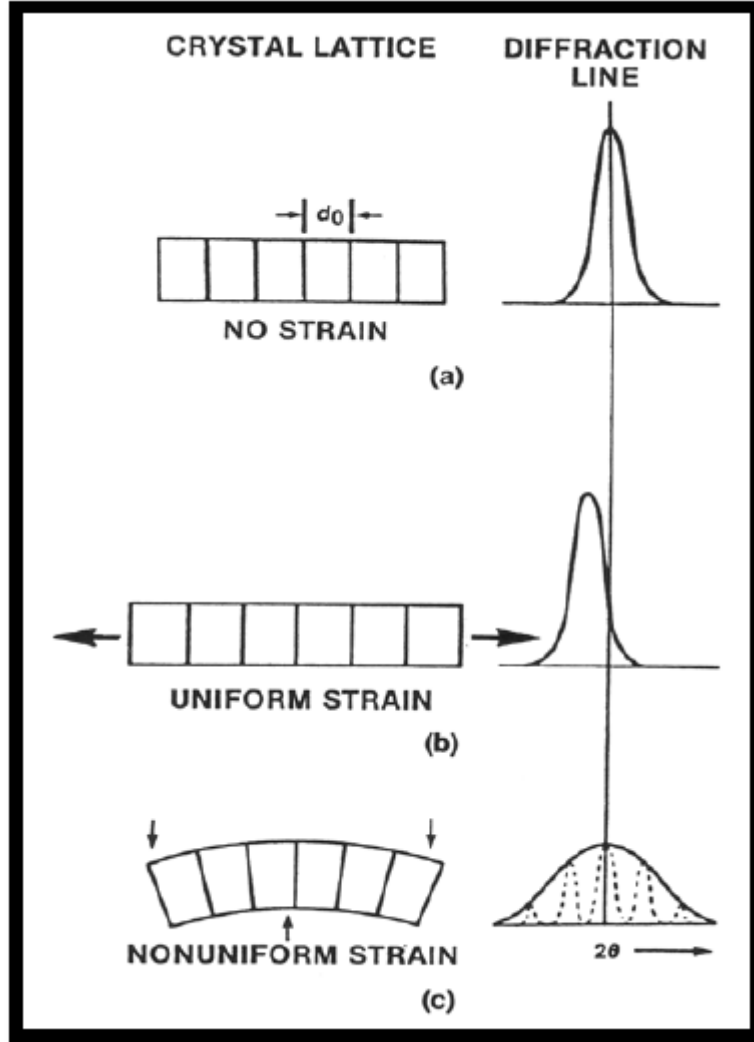 CRYSTAL LATTICE
DIFFRACTION
LINE
d0
NO STRAIN
(a)
UNIFORM STRAIN
(b)
NONUNIFORM STRAIN
2θ
(c)